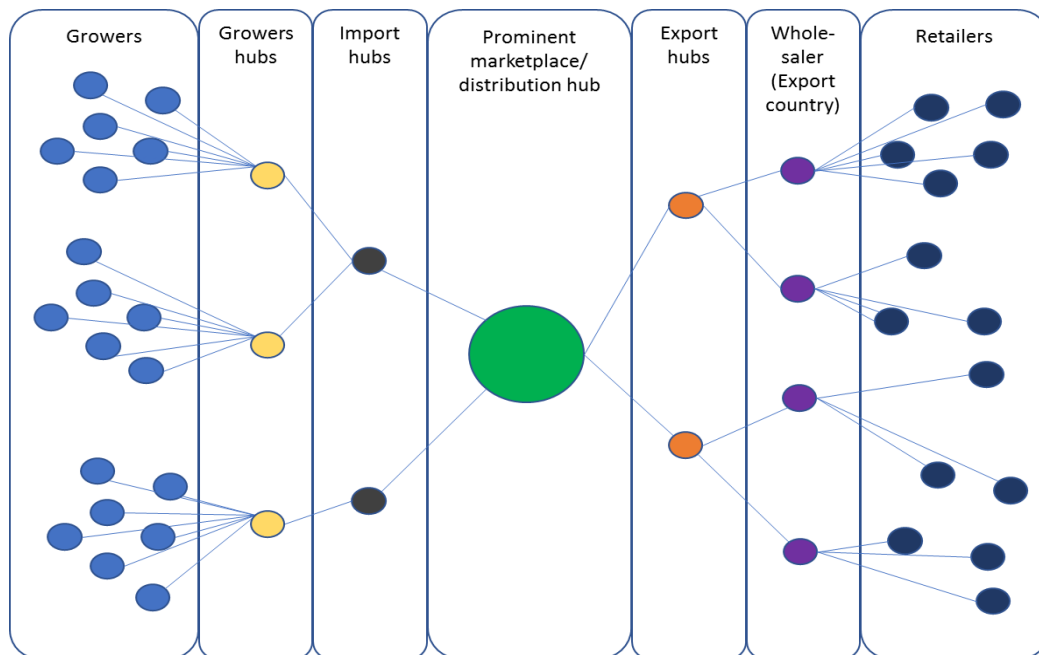 Growers
Growers
hubs
Import
hubs
Prominent
marketplace/
distribution hub
Export
hubs
Whole-
saler
(Export
country)
Retailers